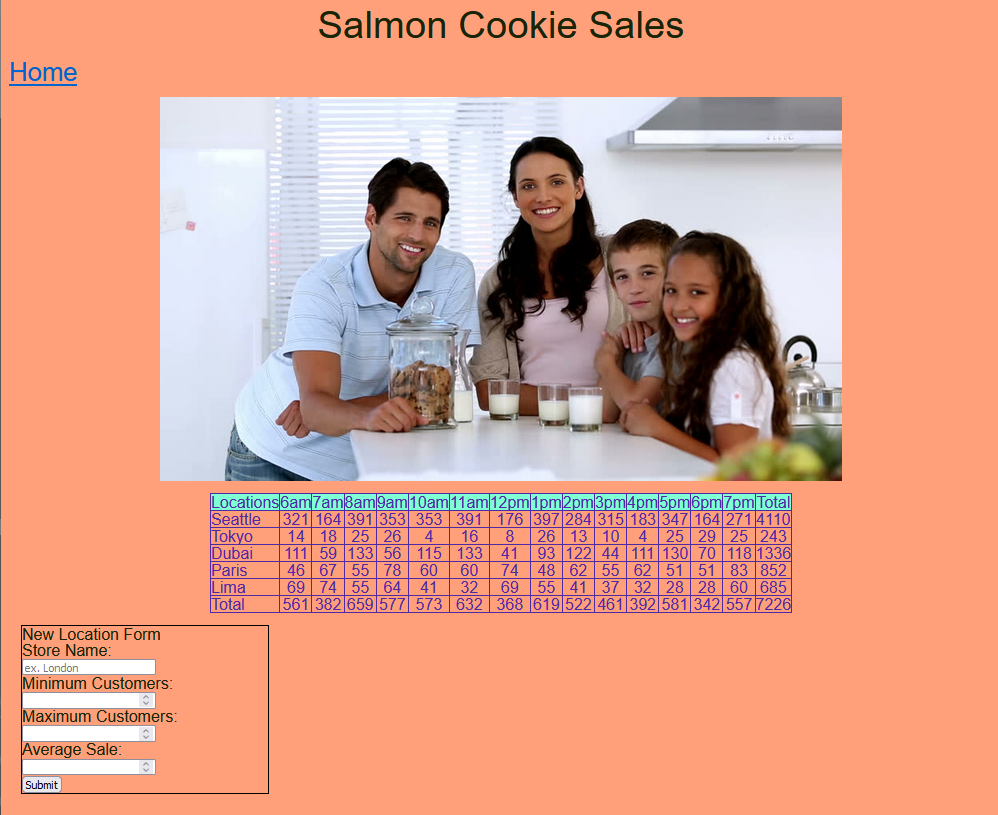 Salmon Cookie Sales
Home
Locations 6am 7am 8am 9am 10am 11am 12pm 1pm 2pm 3pm 4pm 5pm 6pm 7pm Total
Seattle 321 164 391 353 353 391 176 397 284 315 183 347 164 271 4110
Tokyo 14 18 25 26 4 16 8 26 13 10 4 25 29 25 243
Dubai 111 59 133 56 115 133 41 93 122 44 111 130 70 118 1336
Paris 46 67 55 78 60 60 74 48 62 55 62 51 51 83 852
Lima 69 74 55 64 41 32 69 55 41 37 32 28 28 60 685
Total 561 382 659 577 573 632 368 619 522 461 392 581 342 557 7226
New Location Form
Store Name:
ex. London
Minimum Customers:
Maximum Customers:
Average Sale:
Submit